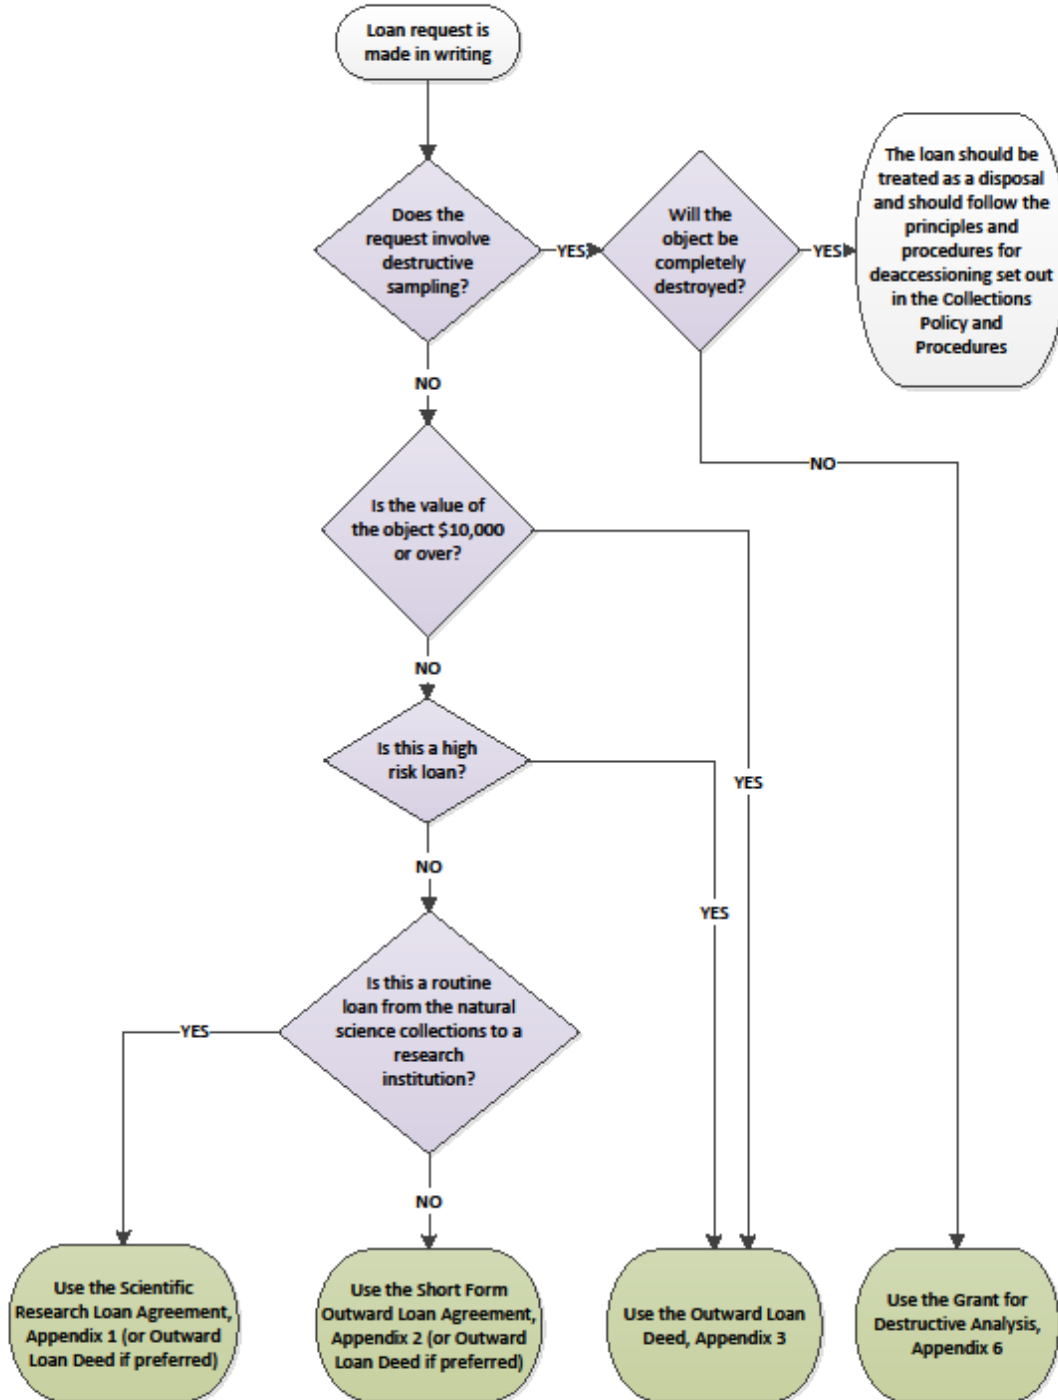 Loan request is
made in writing
Does the
request involve
destructive
sampling?
YES
Will the
object be
completely
destroyed?
YES
The loan should be
treated as a disposal
and should follow the
principles and
procedures for
deaccessioning set out
in the Collections
Policy and
Procedures
NO
NO
Is the value of
the object $10,000
or over?
NO
YES
Is this a high
risk loan?
NO
YES
Is this a routine
loan from the natural
science collections to a
research
institution?
YES
NO
Use the Scientific
Research Loan Agreement,
Appendix 1 (or Outward
Loan Deed if preferred)
Use the Short Form
Outward Loan Agreement,
Appendix 2 (or Outward
Loan Deed if preferred)
Use the Outward Loan
Deed, Appendix 3
Use the Grant for
Destructive Analysis,
Appendix 6